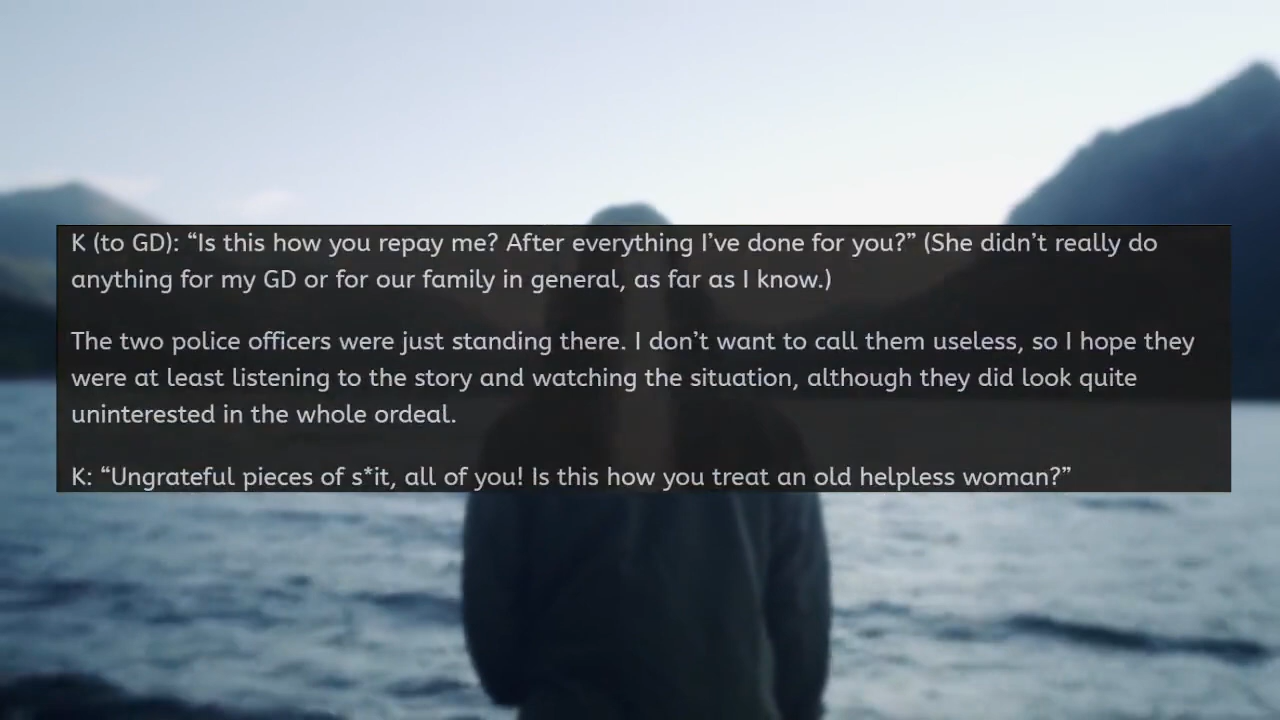 K (to GD): “Is this how you repay me? After everything I’ve done for you?” (She didn’t really do
anything for my GD or for our family in general, as far as I know.)
The two police officers were just standing there. I don’t want to call them useless, so I hope they
were at least listening to the story and watching the situation, although they did look quite
uninterested in the whole ordeal.
K: “Ungrateful pieces of s*it, all of you! Is this how you treat an old helpless woman?”